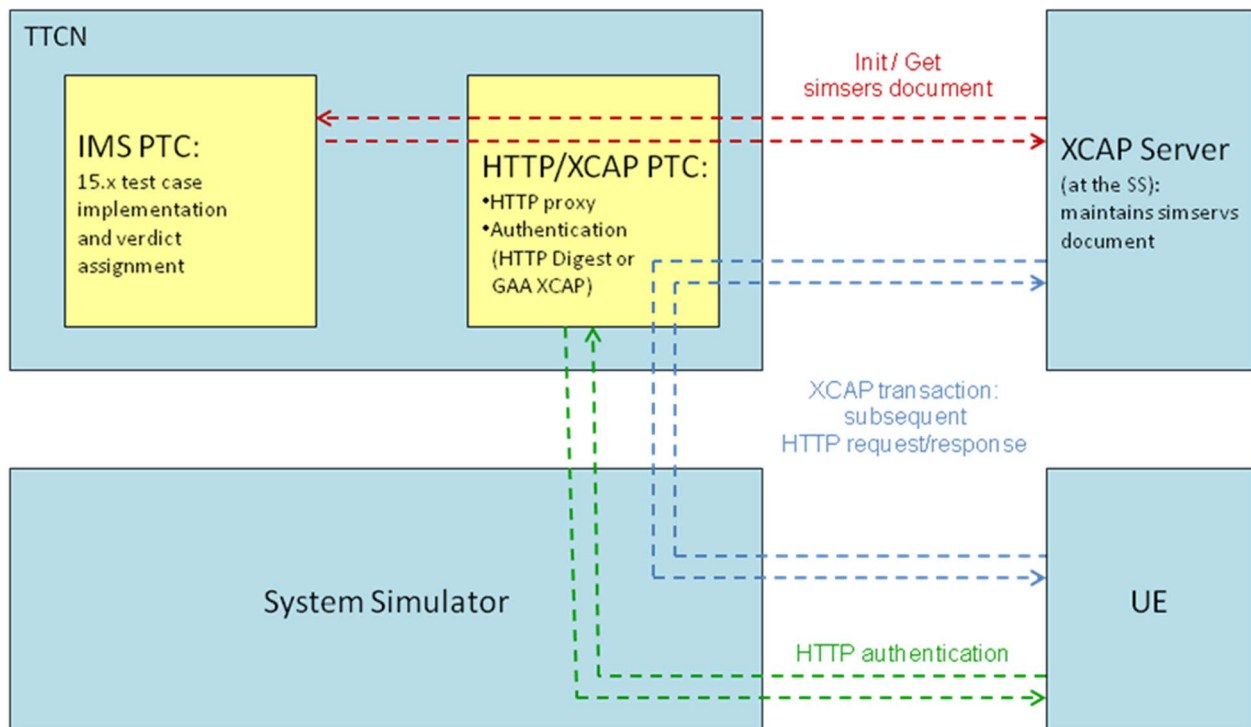 TTCN
IMS PTC:
15.x test case
implementation
and verdict
assignment
HTTP/XCAP PTC:
•HTTP proxy
•Authentication
(HTTP Digest or
GAA XCAP)
Init / Get
simsers document
XCAP Server
(at the SS):
maintains simservs
document
XCAP transaction:
subsequent
HTTP request/response
System Simulator
UE
HTTP authentication